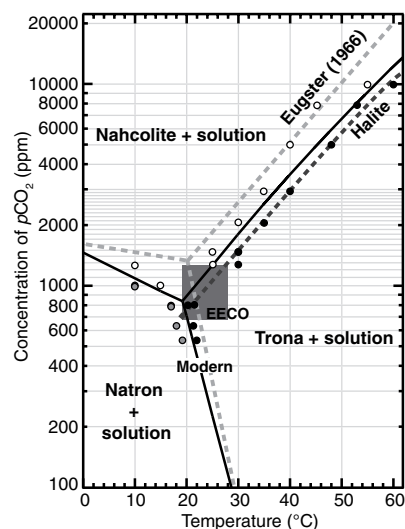 Concentration of pCO₂ (ppm)
10000
8000
6000
4000
2000
1000
800
600
400
200
100
Eugster (1966)
Halite
Nahcolite + solution
EECO
Trona + solution
Modern
Natron
+
solution
0
10
20
30
40
50
60
Temperature (°C)